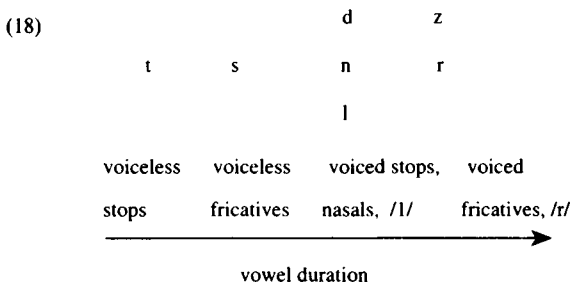 (18)
d z
t s n r
l
voiceless voiceless voiced stops, voiced
stops fricatives nasals, /l/ fricatives, /r/
vowel duration